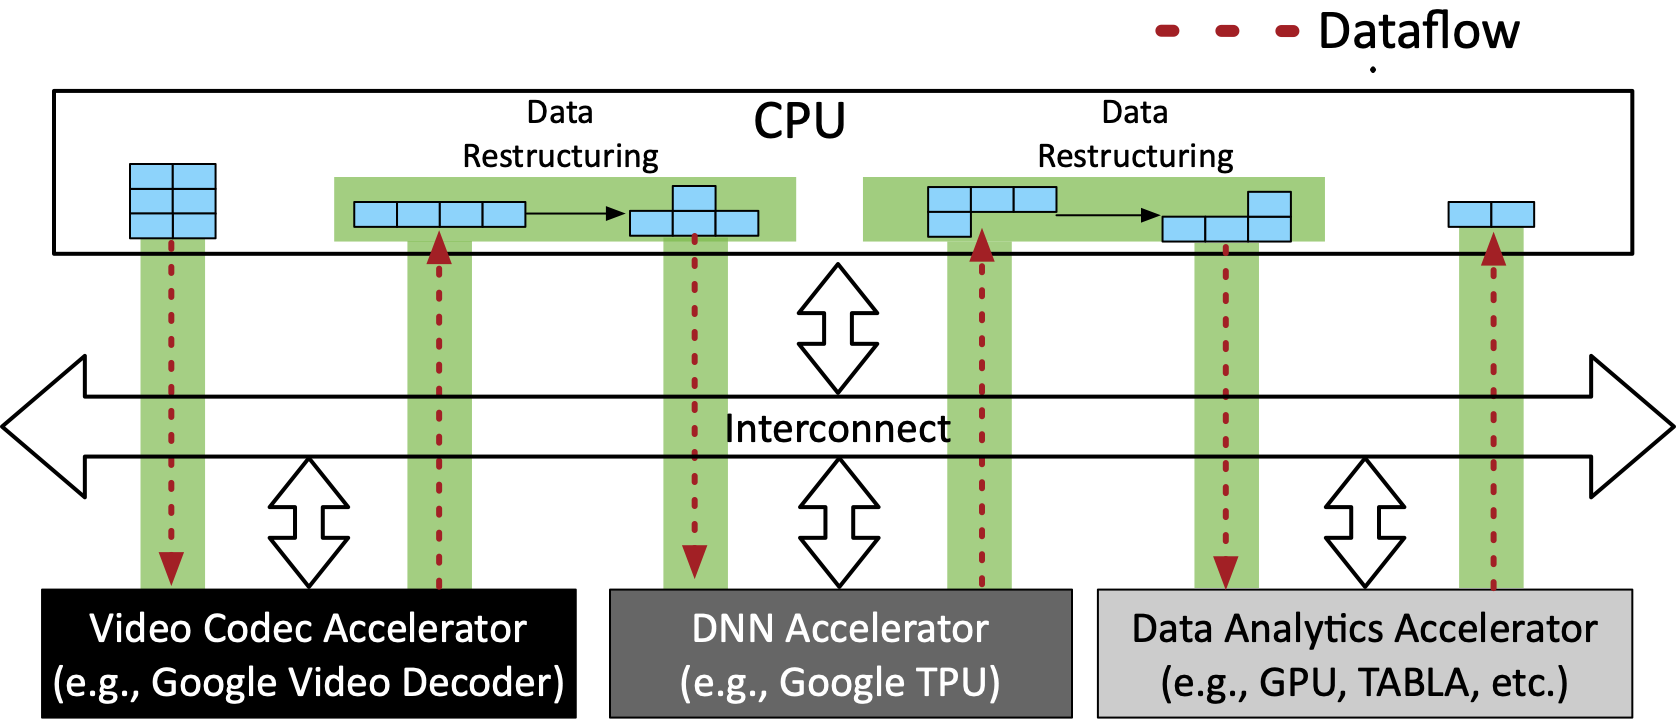 Dataflow
CPU
Data
Restructuring
Data
Restructuring
Interconnect
Video Codec Accelerator
(e.g., Google Video Decoder)
DNN Accelerator
(e.g., Google TPU)
Data Analytics Accelerator
(e.g., GPU, TABLA, etc.)